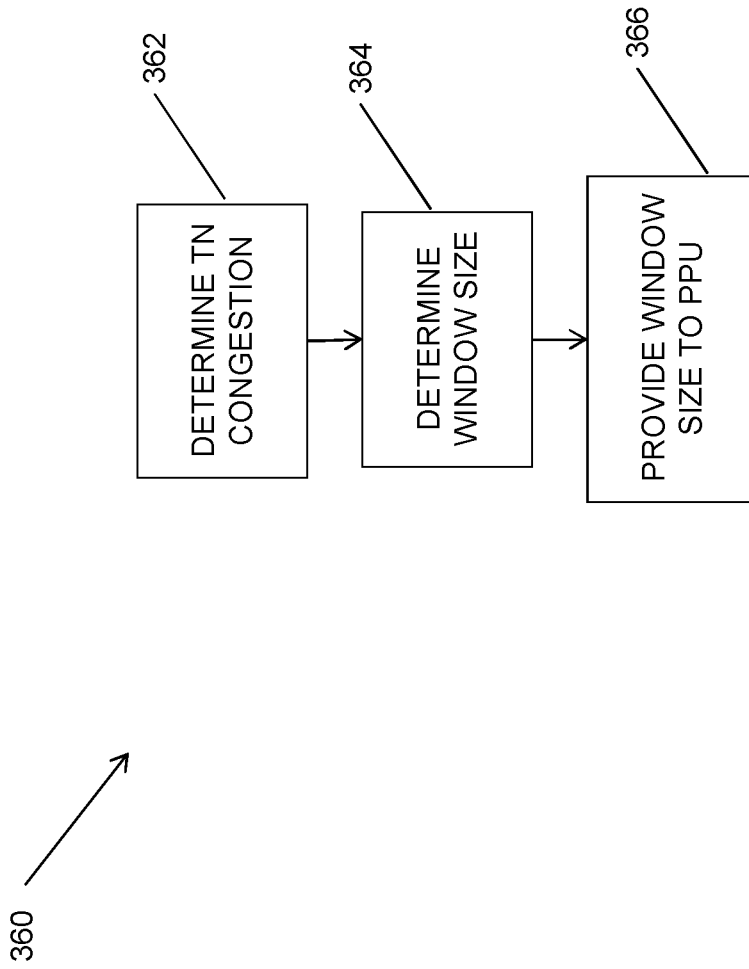 360
DETERMINE TN
CONGESTION
362
DETERMINE
WINDOW SIZE
364
PROVIDE WINDOW
SIZE TO PPU
366